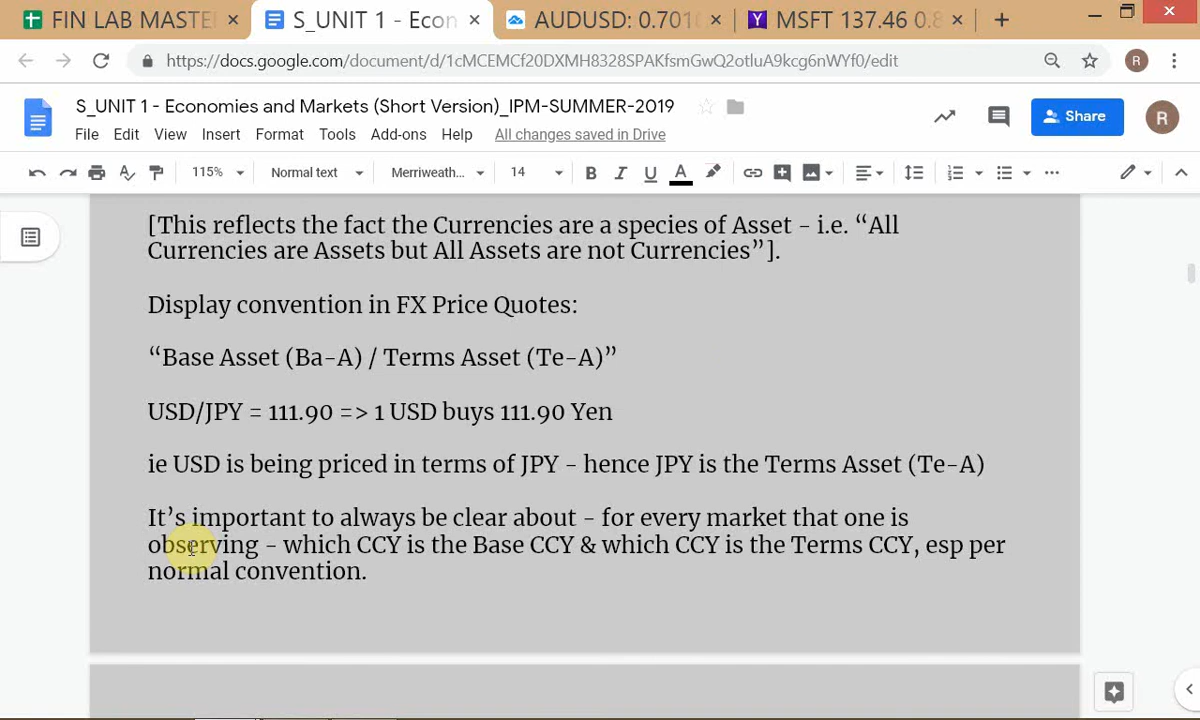 FIN LAB MASTE
S_UNIT 1 - Econ
AUDUSD: 0.7010
MSFT 137.46 0.8
https://docs.google.com/document/d/1cMCEMCf20DXMH8328SPAKfsmGwQ2otluA9kcg6nWYf0/edit
R
S_UNIT 1 - Economies and Markets (Short Version)_IPM-SUMMER-2019
File Edit View Insert Format Tools Add-ons Help All changes saved in Drive
Share
R
115% Normal text Merriweath... 14 B I U A
[This reflects the fact the Currencies are a species of Asset - i.e. “All
Currencies are Assets but All Assets are not Currencies”].
Display convention in FX Price Quotes:
“Base Asset (Ba-A) / Terms Asset (Te-A)”
USD/JPY = 111.90 => 1 USD buys 111.90 Yen
ie USD is being priced in terms of JPY - hence JPY is the Terms Asset (Te-A)
It’s important to always be clear about - for every market that one is
observing - which CCY is the Base CCY & which CCY is the Terms CCY, esp per
normal convention.